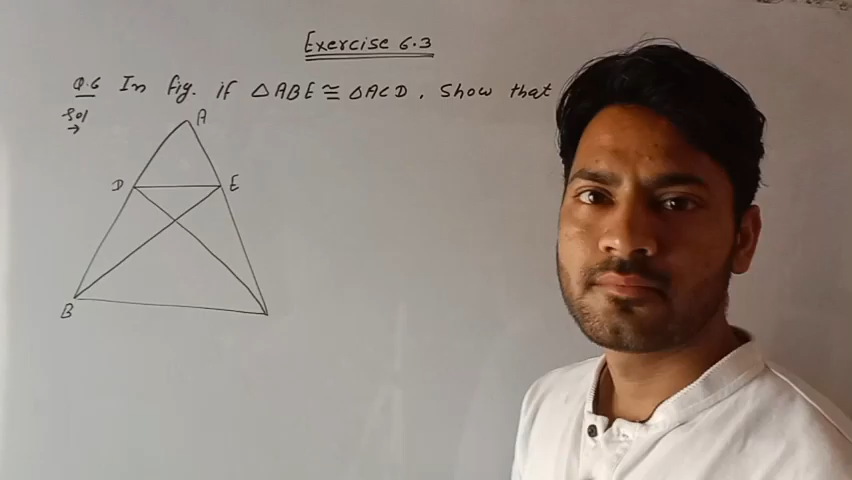 Exercise 6.3
Q.6 In fig. if △ABE ≅ △ACD. Show that
Sol →
A
D E
B